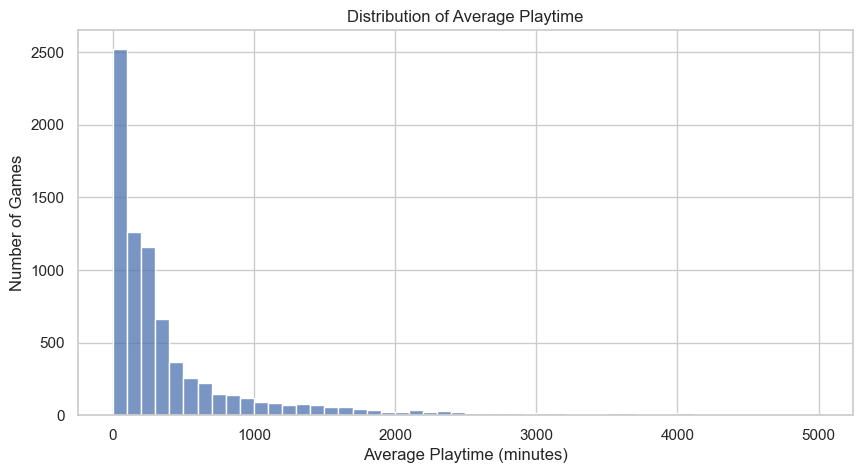 Distribution of Average Playtime
Number of Games
2500
2000
1500
1000
500
0
0 1000 2000 3000 4000 5000
Average Playtime (minutes)